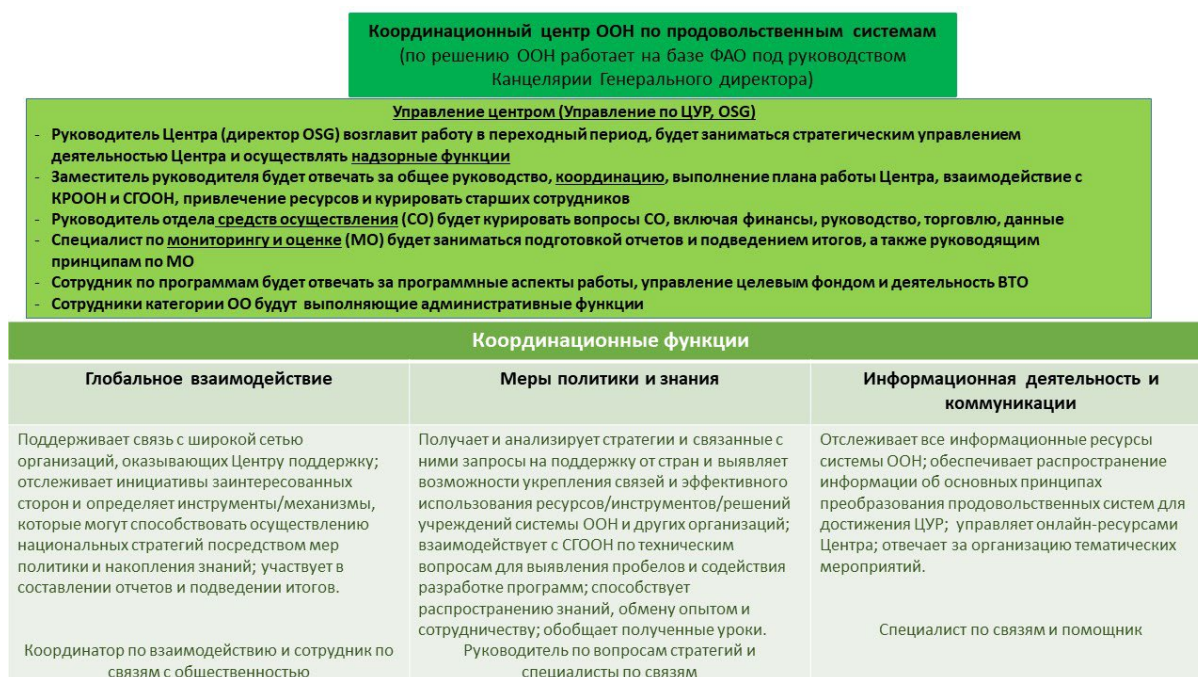 Координационный центр ООН по продовольственным системам
(по решению ООН работает на базе ФАО под руководством
Канцелярии Генерального директора)
Управление центром (Управление по ЦУР, OSG)
- Руководитель Центра (директор OSG) возглавит работу в переходный период, будет заниматься стратегическим управлением
деятельностью Центра и осуществлять надзорные функции
- Заместитель руководителя будет отвечать за общее руководство, координацию, выполнение плана работы Центра, взаимодействие с
КРООН и СГООН, привлечение ресурсов и курировать старших сотрудников
- Руководитель отдела средств осуществления (СО) будет курировать вопросы СО, включая финансы, руководство, торговлю, данные
- Специалист по мониторингу и оценке (МО) будет заниматься подготовкой отчетов и подведением итогов, а также руководящим
принципам по МО
- Сотрудник по программам будет отвечать за программные аспекты работы, управление целевым фондом и деятельность ВТО
- Сотрудники категории ОО будут выполняющие административные функции
Координационные функции
Глобальное взаимодействие
Поддерживает связь с широкой сетью
организаций, оказывающих Центру поддержку;
отслеживает инициативы заинтересованных
сторон и определяет инструменты/механизмы,
которые могут способствовать осуществлению
национальных стратегий посредством мер
политики и накопления знаний; участвует в
составлении отчетов и подведении итогов.
Координатор по взаимодействию и сотрудник по
связям с общественностью
Меры политики и знания
Получает и анализирует стратегии и связанные с
ними запросы на поддержку от стран и выявляет
возможности укрепления связей и эффективного
использования ресурсов/инструментов/решений
учреждений системы ООН и других организаций;
взаимодействует с СГООН по техническим
вопросам для выявления пробелов и содействия
разработке программ; способствует
распространению знаний, обмену опытом и
сотрудничеству; обобщает полученные уроки.
Руководитель по вопросам стратегий и
специалисты по связям
Информационная деятельность и
коммуникации
Отслеживает все информационные ресурсы
системы ООН; обеспечивает распространение
информации об основных принципах
преобразования продовольственных систем для
достижения ЦУР; управляет онлайн-ресурсами
Центра; отвечает за организацию тематических
мероприятий.
Специалист по связям и помощник